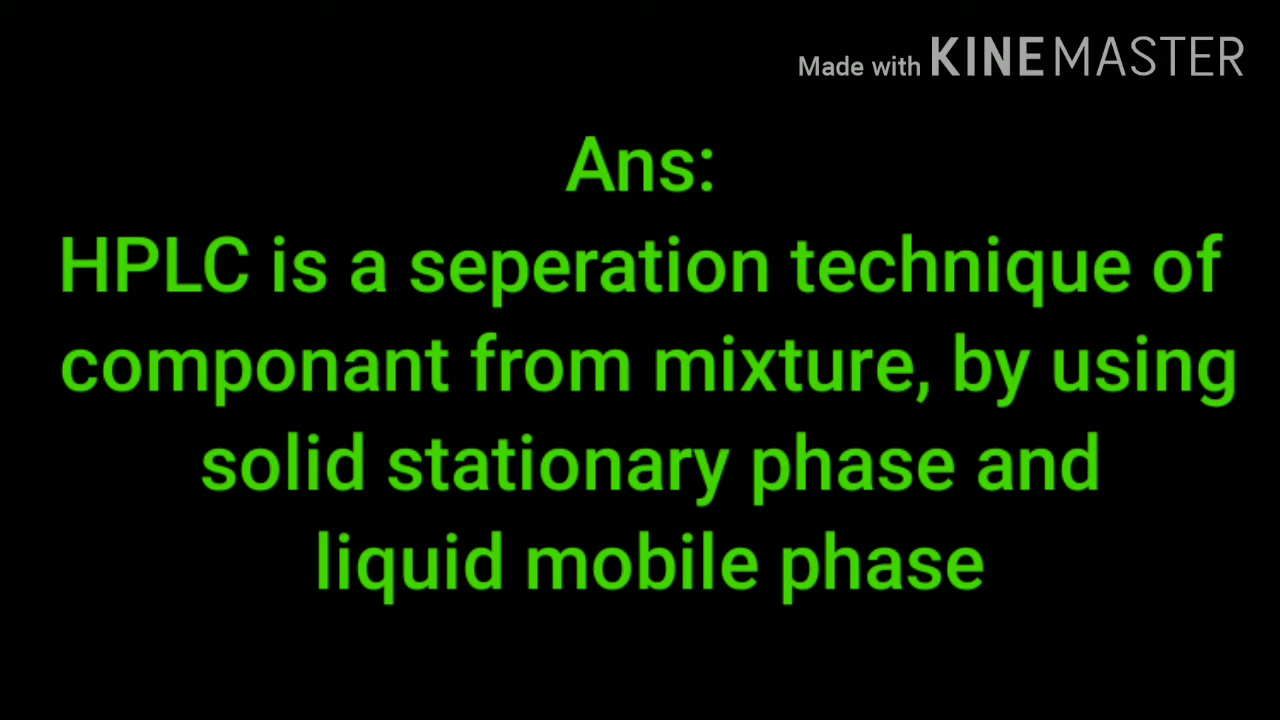 Made with KINEMASTER
Ans:
HPLC is a seperation technique of
componant from mixture, by using
solid stationary phase and
liquid mobile phase